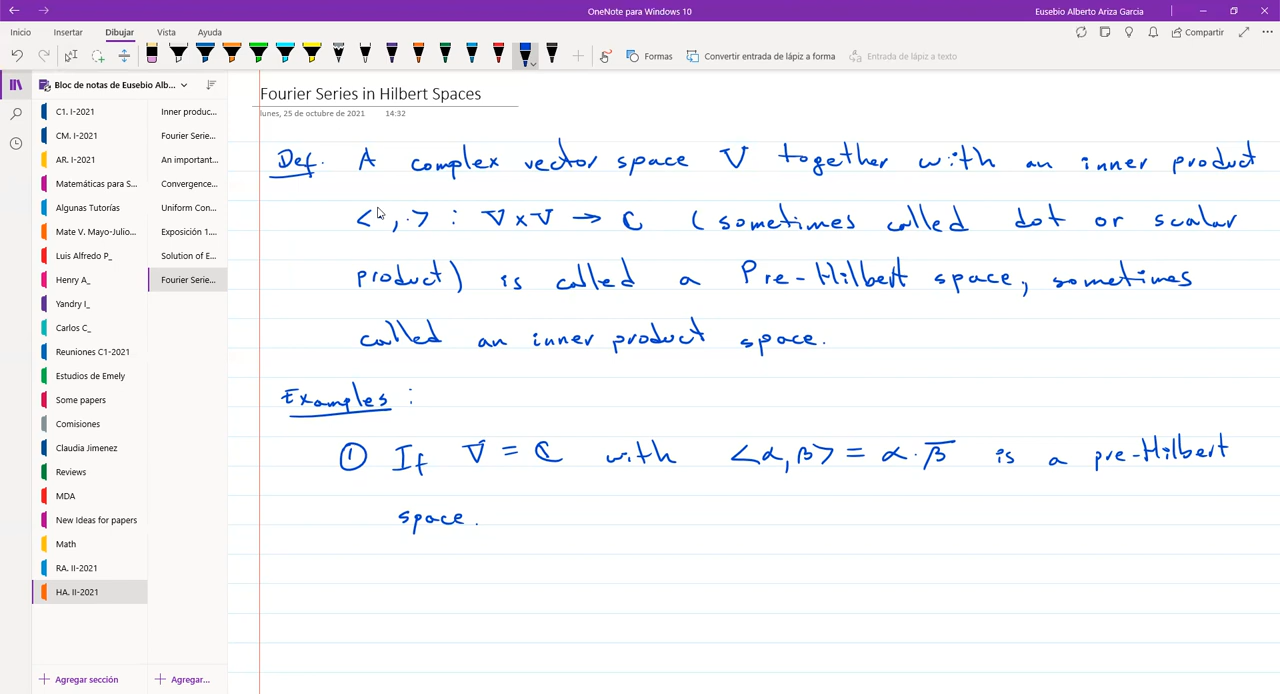 OneNote para Windows 10
Eusebio Alberto Ariza Garcia
Inicio Insertar Dibujar Vista Ayuda
Compartir
Formas
Convertir entrada de lápiz a forma
Entrada de lápiz a texto
Bloc de notas de Eusebio Alb...
C1. I-2021
CM. I-2021
AR. I-2021
Matemáticas para S...
Algunas Tutorías
Mate V. Mayo-Julio...
Luis Alfredo P_
Henry A_
Yandry I_
Carlos C_
Reuniones C1-2021
Estudios de Emely
Some papers
Comisiones
Claudia Jimenez
Reviews
MDA
New Ideas for papers
Math
RA. II-2021
HA. II-2021
Agregar sección
Inner produc...
Fourier Serie...
An important...
Convergence...
Uniform Con...
Exposición 1....
Solution of E...
Fourier Serie...
Agregar...
Fourier Series in Hilbert Spaces
lunes, 25 de octubre de 2021 14:32
Def. A complex vector space V together with an inner product
<·,·> : V×V → ℂ (sometimes called dot or scalar
product) is called a Pre-Hilbert space, sometimes
called an inner product space.
Examples :
① If V = ℂ with <α,β> = α·β̅ is a pre-Hilbert
space.